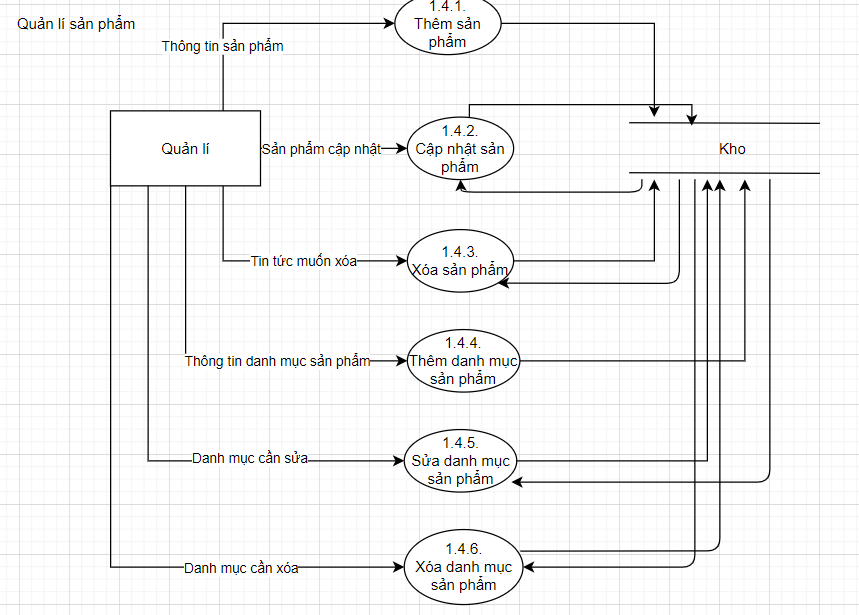 Quản lí sản phẩm
1.4.1.
Thêm sản
phẩm
Thông tin sản phẩm
Quản lí
Sản phẩm cập nhật
1.4.2.
Cập nhật sản
phẩm
Kho
Tin tức muốn xóa
1.4.3.
Xóa sản phẩm
Thông tin danh mục sản phẩm
1.4.4.
Thêm danh mục
sản phẩm
Danh mục cần sửa
1.4.5.
Sửa danh mục
sản phẩm
Danh mục cần xóa
1.4.6.
Xóa danh mục
sản phẩm